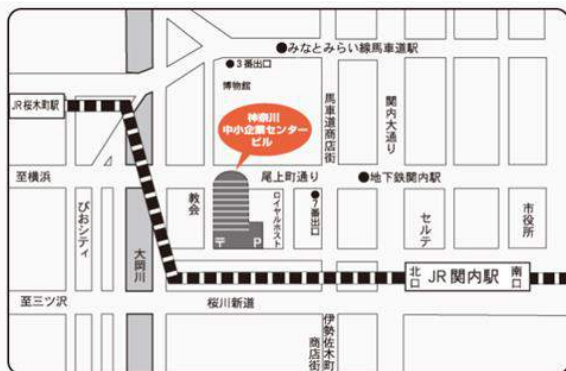 ●みなとみらい線馬車道駅
●3番出口
博物館
JR桜木町駅
神奈川
中小企業センター
ビル
馬車道商店街
関内大通り
至横浜
尾上町通り
●地下鉄関内駅
ぴおシティ
大岡川
教会
〒
P
ロイヤルホスト
●7番出口
セルテ
市役所
北口
JR関内駅
南口
至三ツ沢
桜川新道
伊勢佐木町
商店街